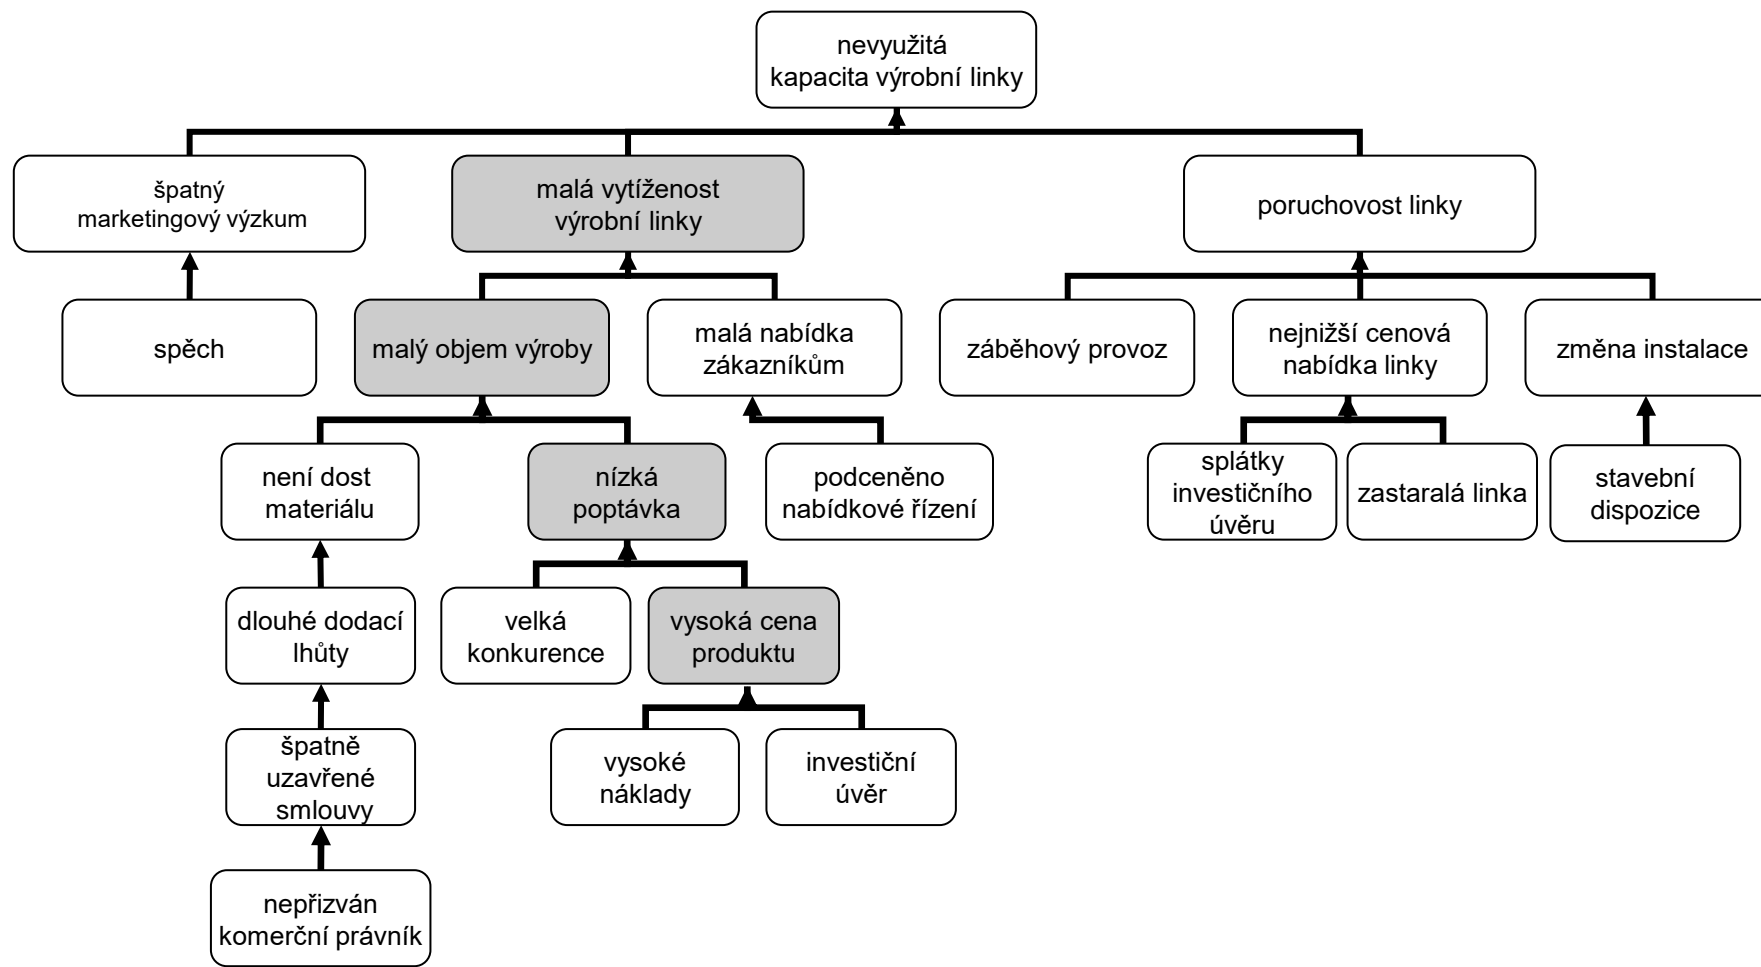 nevyužitá
kapacita výrobní linky
špatný
marketingový výzkum
malá vytíženost
výrobní linky
poruchovost linky
spěch
malý objem výroby
malá nabídka
zákazníkům
záběhový provoz
nejnižší cenová
nabídka linky
změna instalace
není dost
materiálu
nízká
poptávka
podceněno
nabídkové řízení
splátky
investičního
úvěru
zastaralá linka
stavební
dispozice
dlouhé dodací
lhůty
velká
konkurence
vysoká cena
produktu
špatně
uzavřené
smlouvy
vysoké
náklady
investiční
úvěr
nepřizván
komerční právník